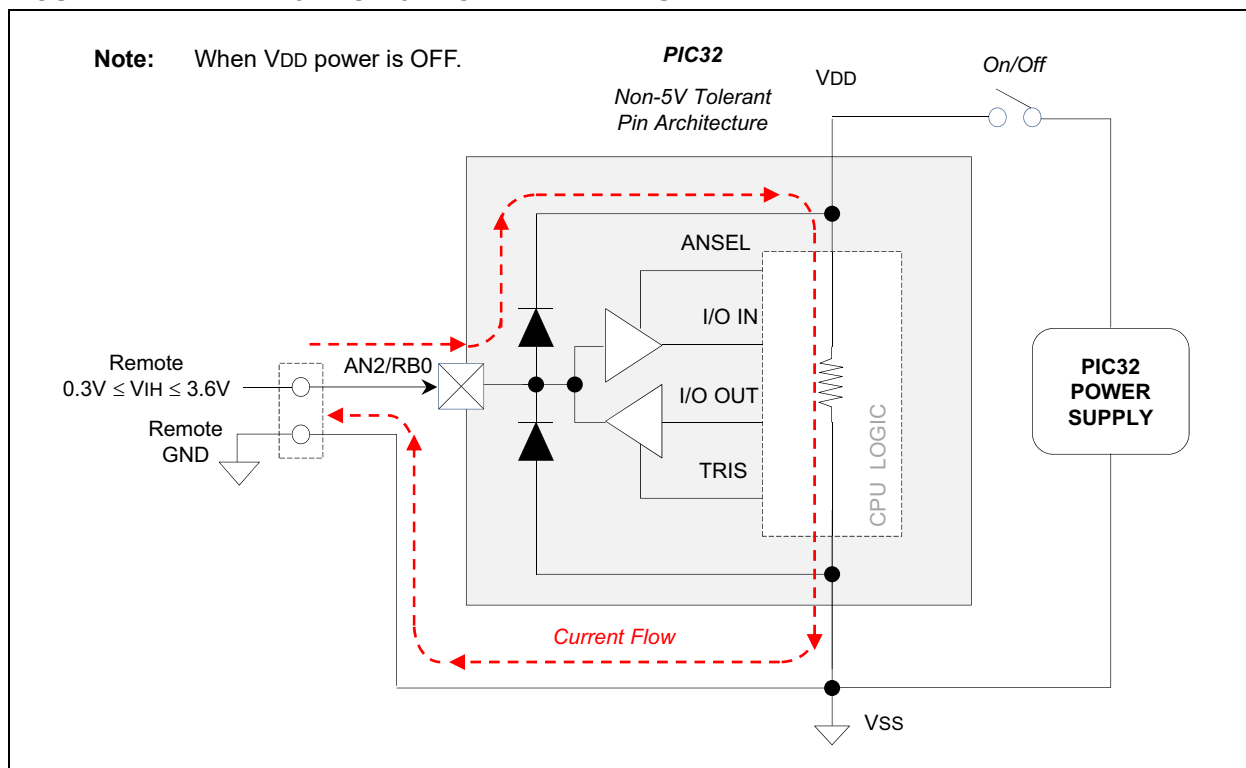 Note: When VDD power is OFF.
PIC32
Non-5V Tolerant
Pin Architecture
VDD
On/Off
ANSEL
I/O IN
Remote
0.3V ≤ VIH ≤ 3.6V
AN2/RB0
I/O OUT
Remote
GND
TRIS
CPU LOGIC
PIC32
POWER
SUPPLY
Current Flow
VSS